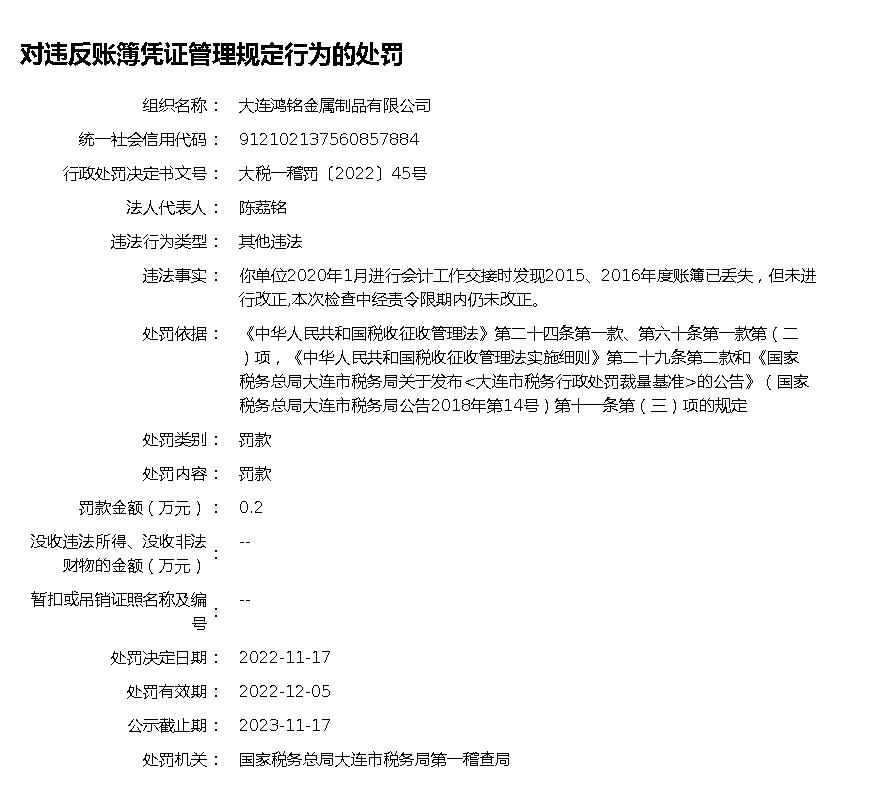 对违反账簿凭证管理规定行为的处罚
组织名称： 大连鸿铭金属制品有限公司
统一社会信用代码： 912102137560857884
行政处罚决定书文号： 大税一稽罚〔2022〕45号
法人代表人： 陈荔铭
违法行为类型： 其他违法
违法事实： 你单位2020年1月进行会计工作交接时发现2015、2016年度账簿已丢失，但未进
行改正,本次检查中经责令限期内仍未改正。
处罚依据： 《中华人民共和国税收征收管理法》第二十四条第一款、第六十条第一款第（二
）项，《中华人民共和国税收征收管理法实施细则》第二十九条第二款和《国家
税务总局大连市税务局关于发布<大连市税务行政处罚裁量基准>的公告》（国家
税务总局大连市税务局公告2018年第14号）第十一条第（三）项的规定
处罚类别： 罚款
处罚内容： 罚款
罚款金额（万元）： 0.2
没收违法所得、没收非法
财物的金额（万元）： --
暂扣或吊销证照名称及编
号： --
处罚决定日期： 2022-11-17
处罚有效期： 2022-12-05
公示截止期： 2023-11-17
处罚机关： 国家税务总局大连市税务局第一稽查局